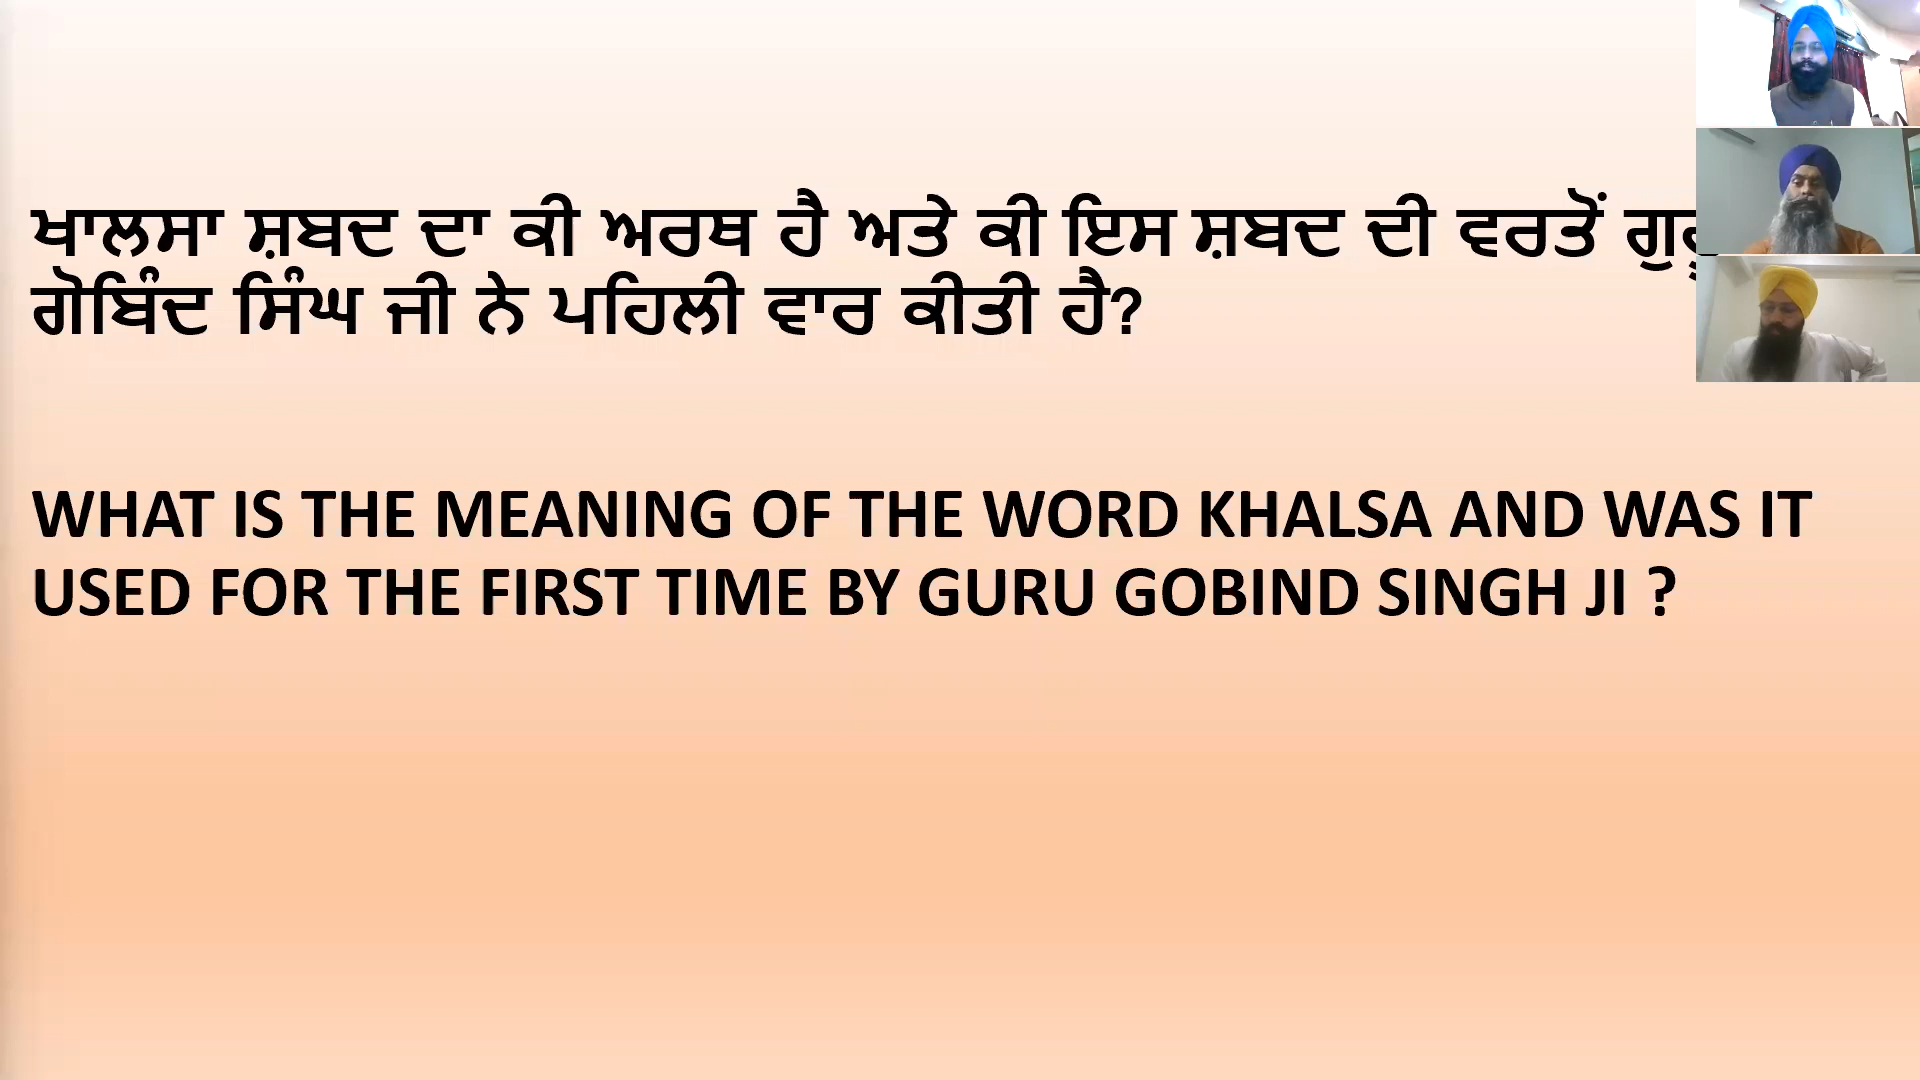 ਖਾਲਸਾ ਸ਼ਬਦ ਦਾ ਕੀ ਅਰਥ ਹੈ ਅਤੇ ਕੀ ਇਸ ਸ਼ਬਦ ਦੀ ਵਰਤੋਂ ਗੁਰੂ
ਗੋਬਿੰਦ ਸਿੰਘ ਜੀ ਨੇ ਪਹਿਲੀ ਵਾਰ ਕੀਤੀ ਹੈ?
WHAT IS THE MEANING OF THE WORD KHALSA AND WAS IT
USED FOR THE FIRST TIME BY GURU GOBIND SINGH JI ?